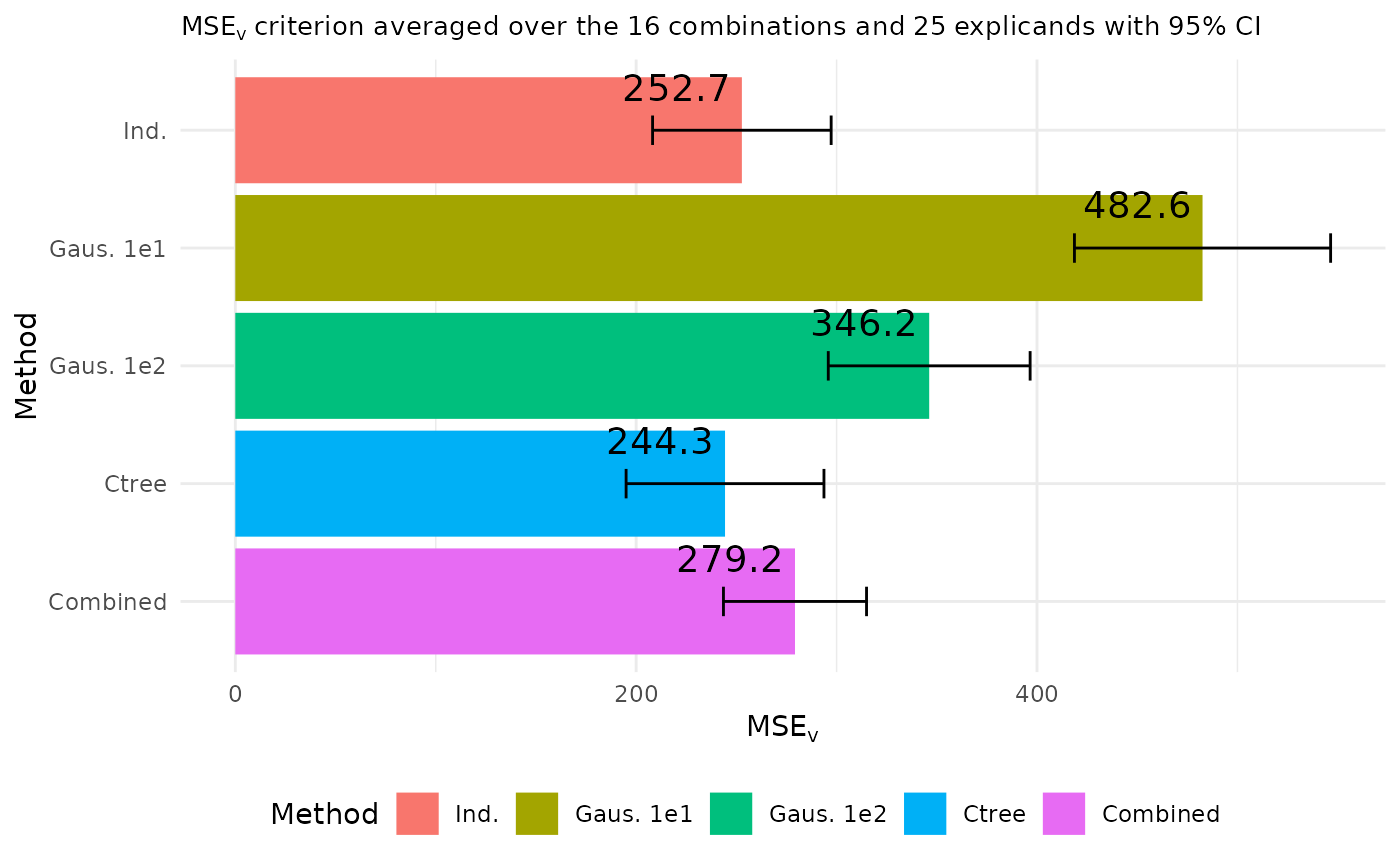 MSEv criterion averaged over the 16 combinations and 25 explicands with 95% CI
Method
Ind.
252.7
Gaus. 1e1
482.6
Gaus. 1e2
346.2
Ctree
244.3
Combined
279.2
0 200 400
MSEv
Method Ind. Gaus. 1e1 Gaus. 1e2 Ctree Combined